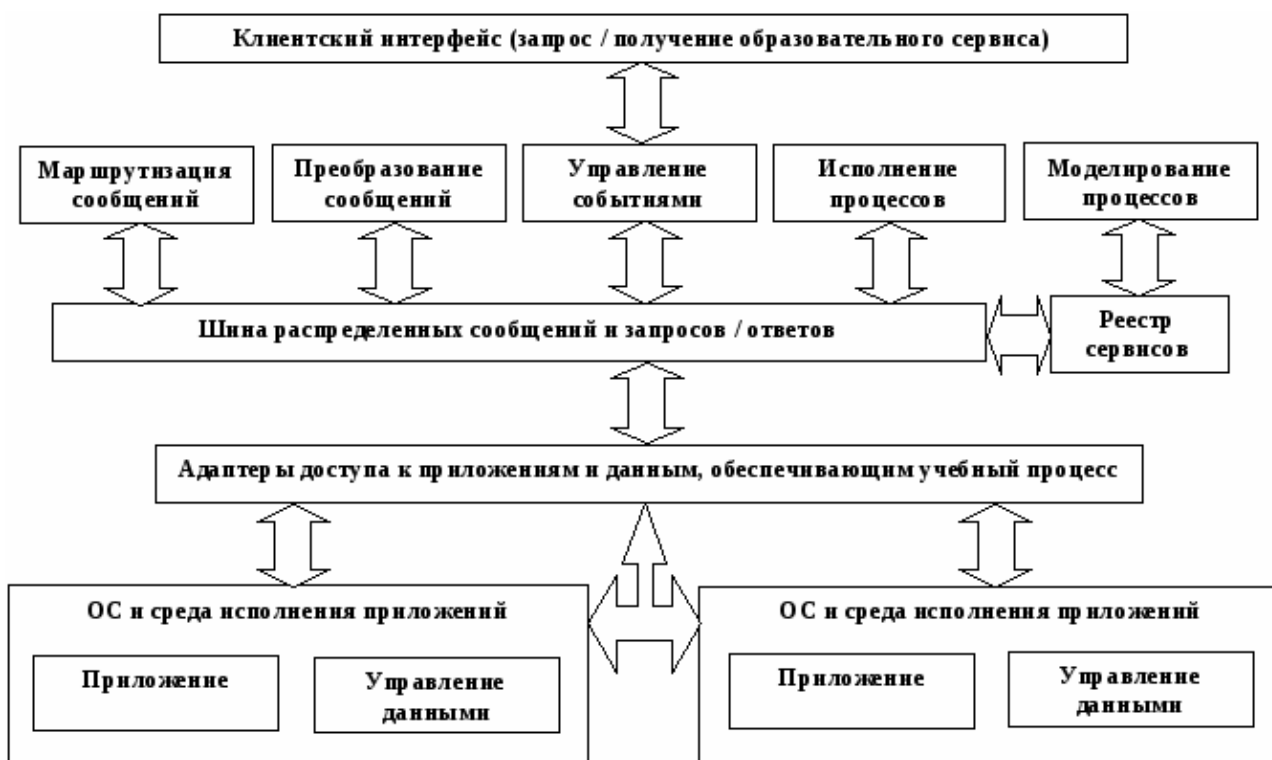 Клиентский интерфейс (запрос / получение образовательного сервиса)
Маршрутизация
сообщений
Преобразование
сообщений
Управление
событиями
Исполнение
процессов
Моделирование
процессов
Шина распределенных сообщений и запросов / ответов
Реестр
сервисов
Адаптеры доступа к приложениям и данным, обеспечивающим учебный процесс
ОС и среда исполнения приложений
Приложение
Управление
данными
ОС и среда исполнения приложений
Приложение
Управление
данными